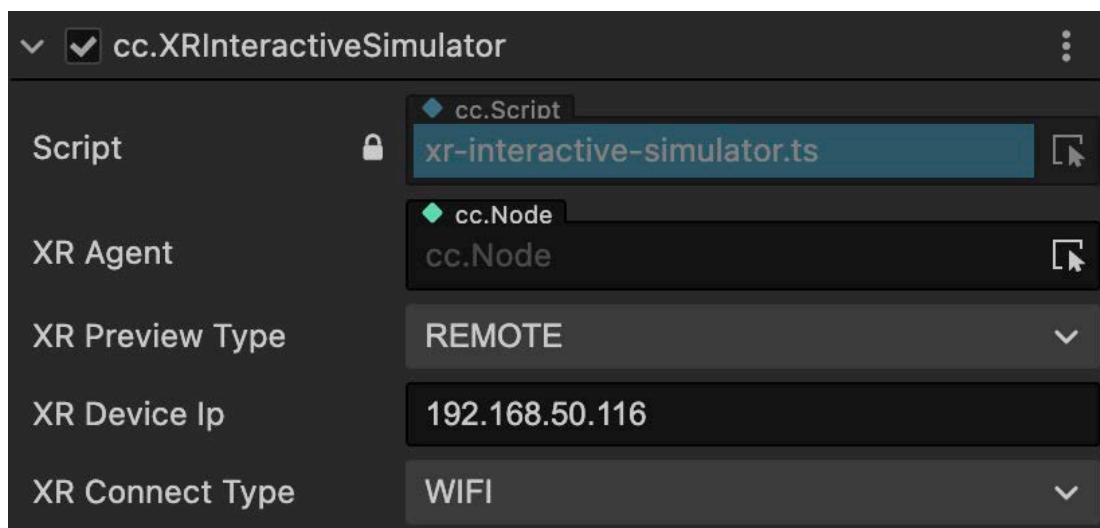 cc.XRInteractiveSimulator
Script
cc.Script
xr-interactive-simulator.ts
XR Agent
cc.Node
cc.Node
XR Preview Type
REMOTE
XR Device Ip
192.168.50.116
XR Connect Type
WIFI